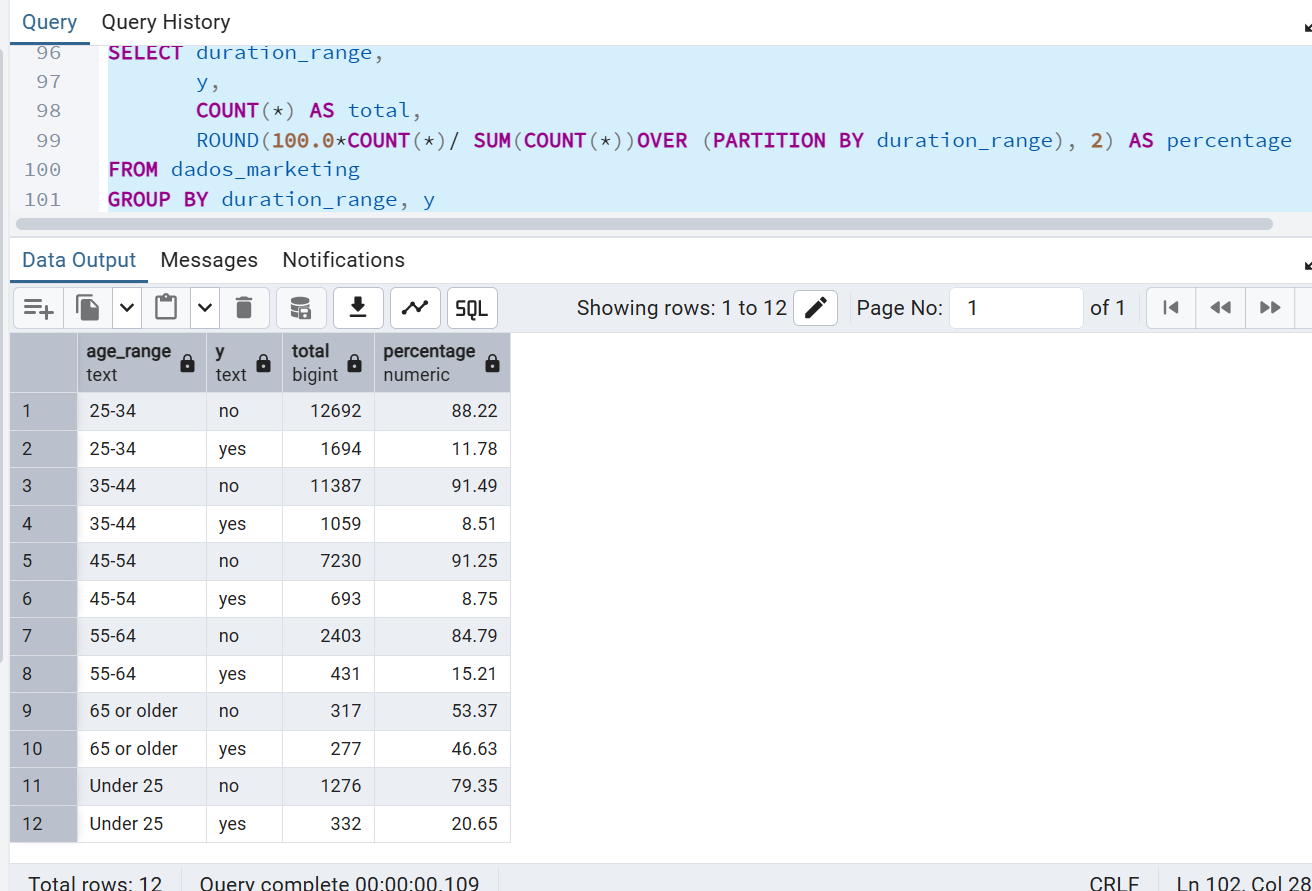 Query Query History
96 SELECT duration_range,
97 y,
98 COUNT(*) AS total,
99 ROUND(100.0*COUNT(*)/ SUM(COUNT(*))OVER (PARTITION BY duration_range), 2) AS percentage
100 FROM dados_marketing
101 GROUP BY duration_range, y
Data Output Messages Notifications
SQL Showing rows: 1 to 12 Page No: 1 of 1
age_range y total percentage
text text bigint numeric
1 25-34 no 12692 88.22
2 25-34 yes 1694 11.78
3 35-44 no 11387 91.49
4 35-44 yes 1059 8.51
5 45-54 no 7230 91.25
6 45-54 yes 693 8.75
7 55-64 no 2403 84.79
8 55-64 yes 431 15.21
9 65 or older no 317 53.37
10 65 or older yes 277 46.63
11 Under 25 no 1276 79.35
12 Under 25 yes 332 20.65
Total rows: 12 Query complete 00:00:00.109 CRLF Ln 102, Col 28